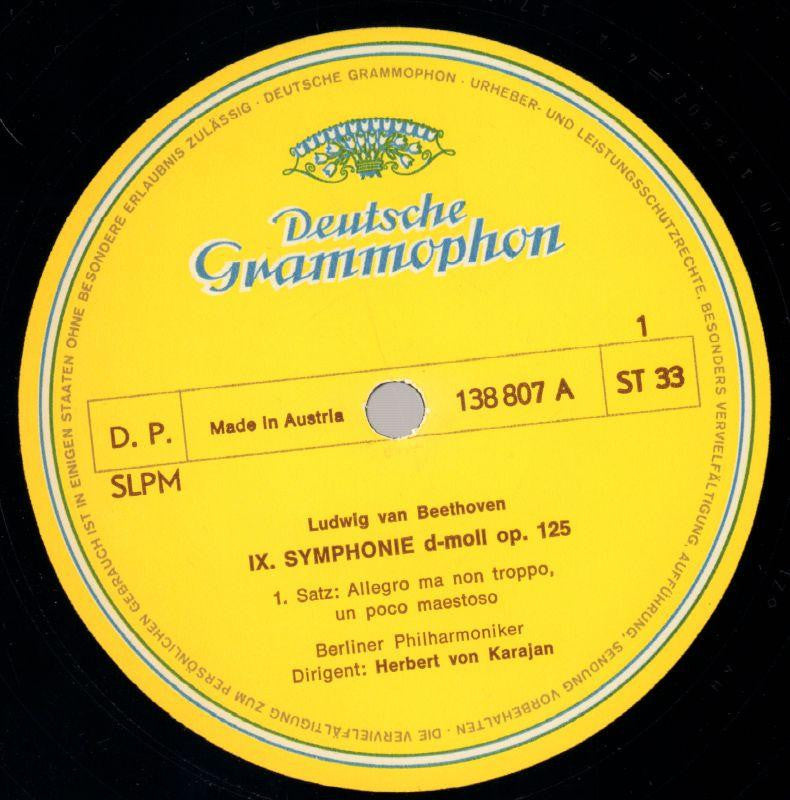 DEUTSCHE GRAMMOPHON · URHEBER- UND LEISTUNGSSCHUTZRECHTE, BESONDERS VERVIELFÄLTIGUNG, AUFFÜHRUNG, SENDUNG VORBEHALTEN · DIE VERVIELFÄLTIGUNG ZUM PERSÖNLICHEN GEBRAUCH IST IN EINIGEN STAATEN OHNE BESONDERE ERLAUBNIS ZULÄSSIG ·
Deutsche
Grammophon
1
D. P. Made in Austria 138 807 A ST 33
SLPM
Ludwig van Beethoven
IX. SYMPHONIE d-moll op. 125
1. Satz: Allegro ma non troppo,
un poco maestoso
Berliner Philharmoniker
Dirigent: Herbert von Karajan